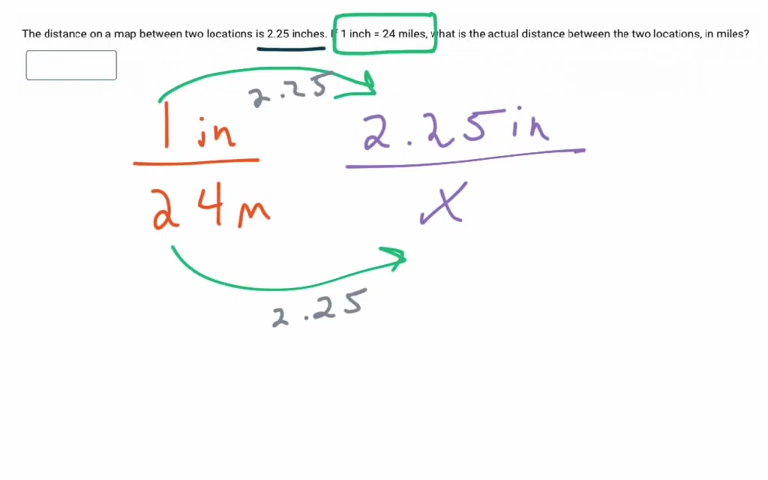 The distance on a map between two locations is 2.25 inches. If 1 inch = 24 miles, what is the actual distance between the two locations, in miles?
2.25
1 in
2.25 in
24 m
x
2.25